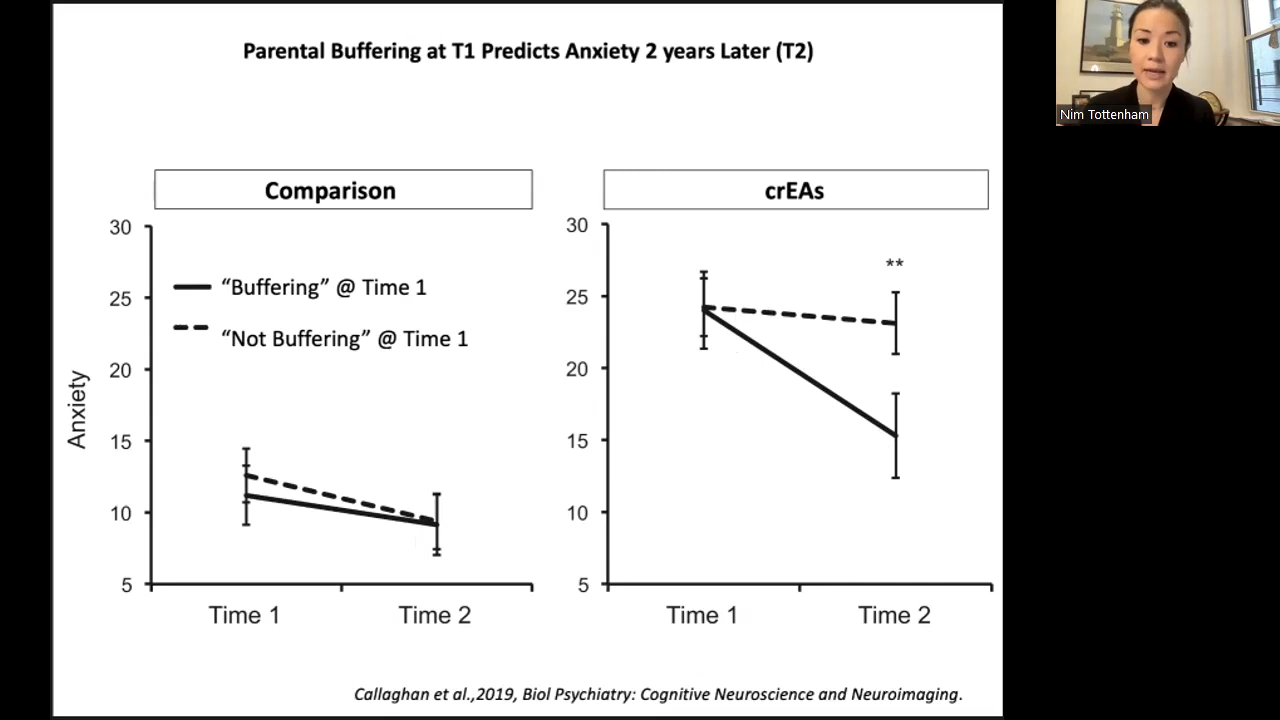 Parental Buffering at T1 Predicts Anxiety 2 years Later (T2)
Nim Tottenham
Comparison
crEAs
30
25
20
15
10
5
Anxiety
“Buffering” @ Time 1
“Not Buffering” @ Time 1
Time 1
Time 2
30
25
20
15
10
5
**
Time 1
Time 2
Callaghan et al.,2019, Biol Psychiatry: Cognitive Neuroscience and Neuroimaging.